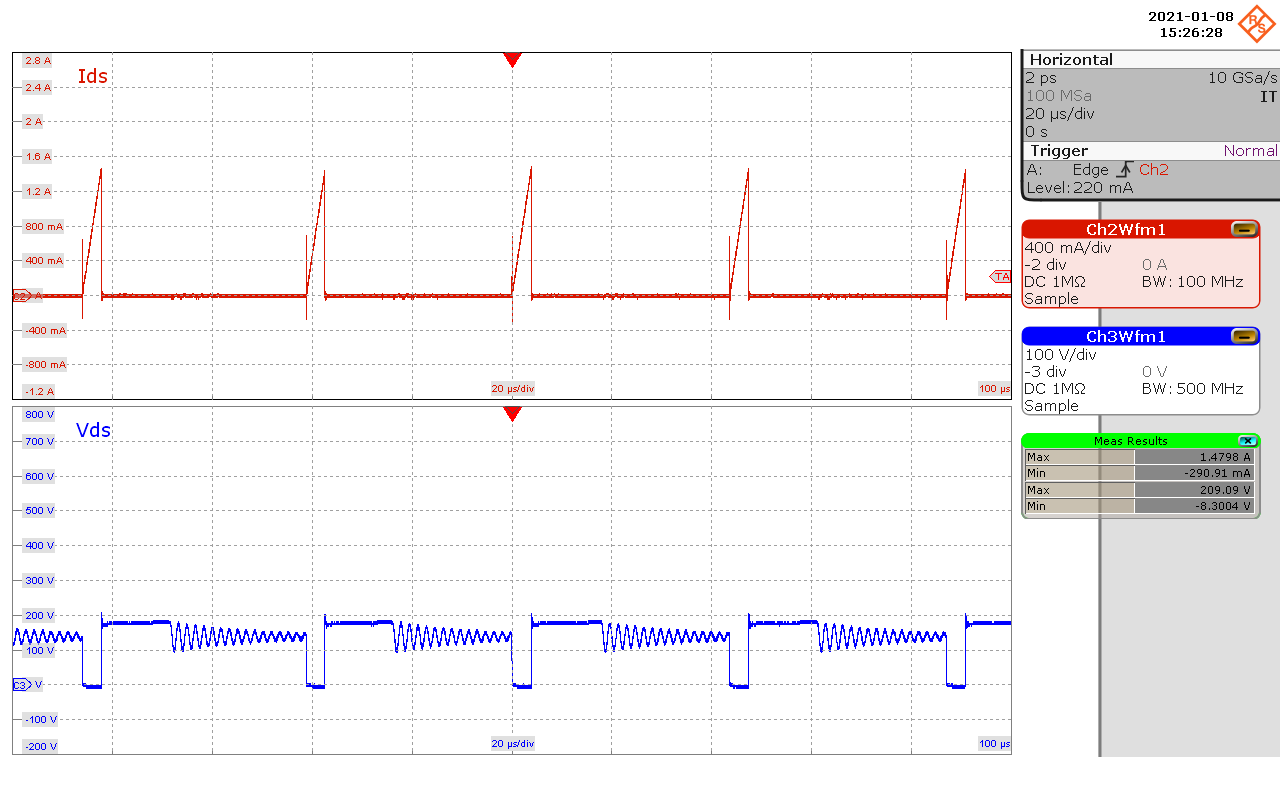 2021-01-08
15:26:28
R&S
Ids
2.8 A
2.4 A
2 A
1.6 A
1.2 A
800 mA
400 mA
C2 A
-400 mA
-800 mA
-1.2 A
TA
20 µs/div
100 µs
Vds
800 V
700 V
600 V
500 V
400 V
300 V
200 V
100 V
C3 V
-100 V
-200 V
20 µs/div
100 µs
Horizontal
2 ps 10 GSa/s
100 MSa IT
20 µs/div
0 s
Trigger Normal
A: Edge Ch2
Level: 220 mA
Ch2Wfm1
400 mA/div
-2 div 0 A
DC 1MΩ BW: 100 MHz
Sample
Ch3Wfm1
100 V/div
-3 div 0 V
DC 1MΩ BW: 500 MHz
Sample
Meas Results
Max 1.4798 A
Min -290.91 mA
Max 209.09 V
Min -8.3004 V